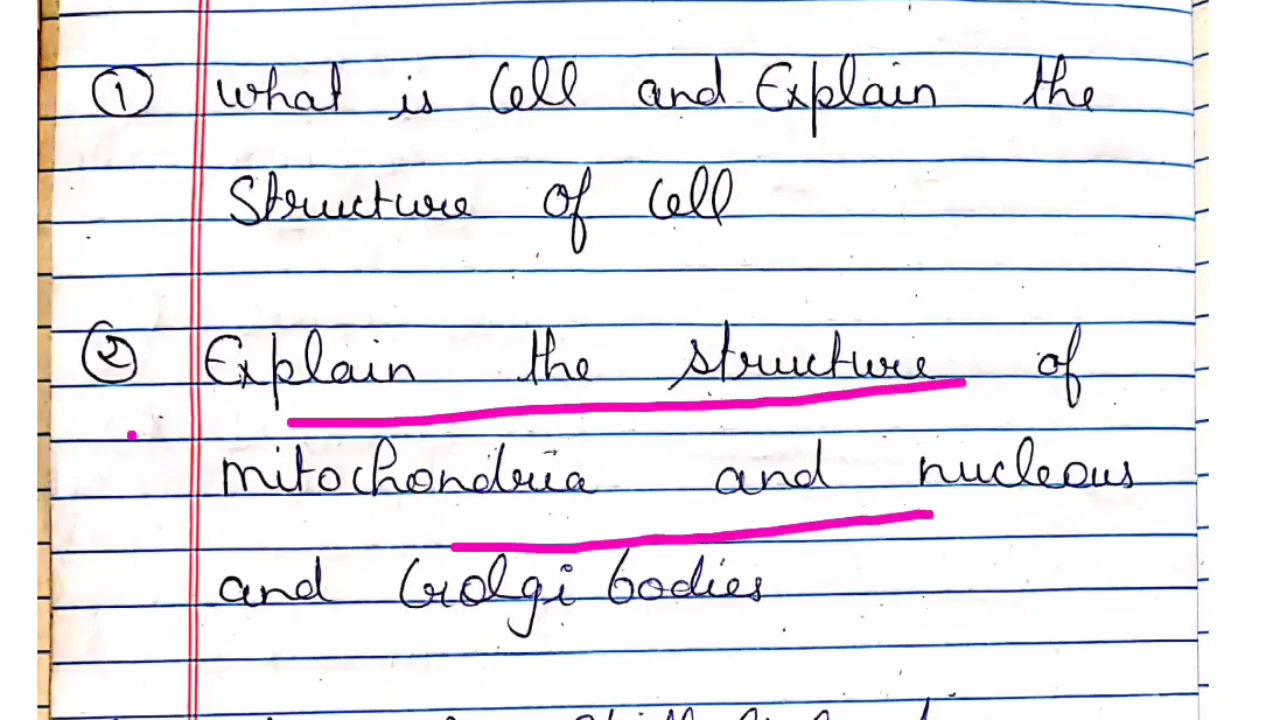 ① What is Cell and Explain the
Structure of Cell
② Explain the structure of
mitochondria and nucleous
and Golgi bodies